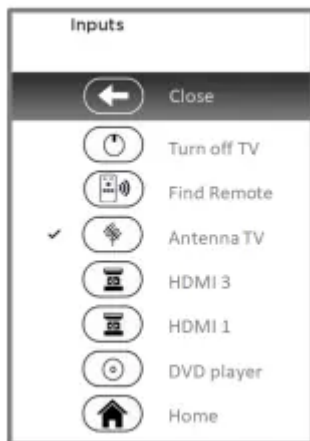 Inputs
Close
Turn off TV
Find Remote
Antenna TV
HDMI 3
HDMI 1
DVD player
Home